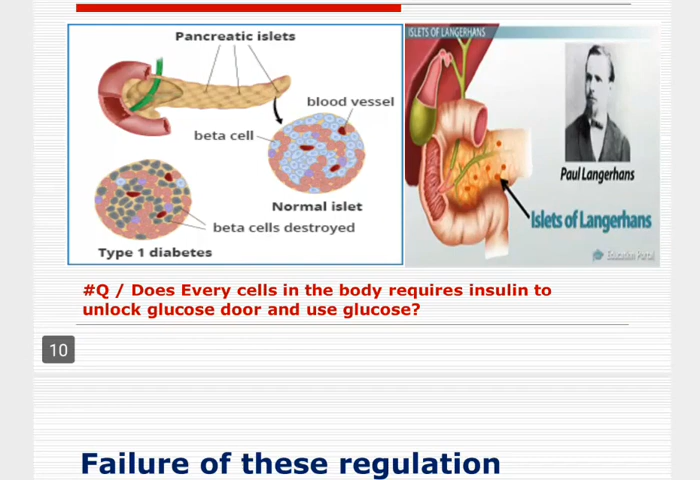 Pancreatic islets
blood vessel
beta cell
Normal islet
beta cells destroyed
Type 1 diabetes
ISLETS OF LANGERHANS
Paul Langerhans
Islets of Langerhans
Education Portal
#Q / Does Every cells in the body requires insulin to
unlock glucose door and use glucose?
10
Failure of these regulation